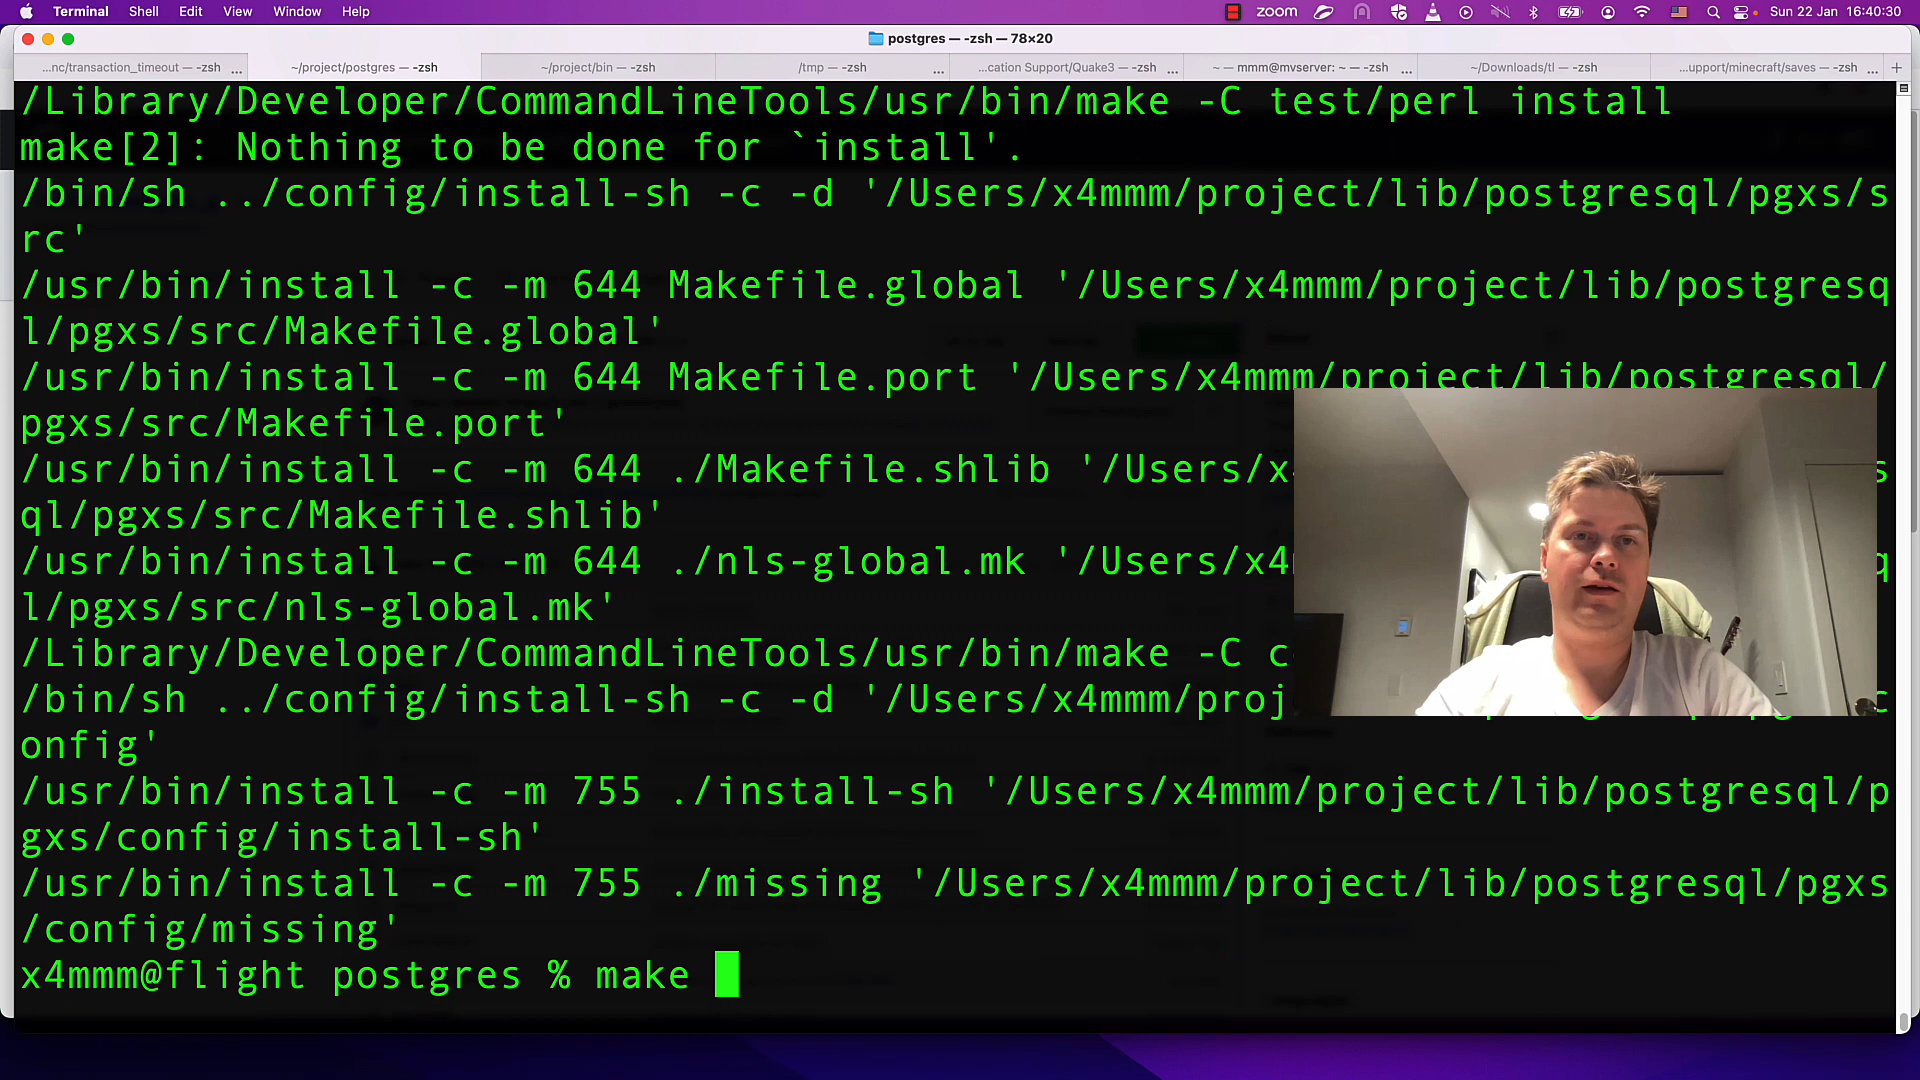 Terminal Shell Edit View Window Help zoom Sun 22 Jan 16:40:30
postgres — -zsh — 78×20
...nc/transaction_timeout — -zsh ... ~/project/postgres — -zsh ~/project/bin — -zsh /tmp — -zsh ... ...cation Support/Quake3 — -zsh ... ~ — mmm@mvserver: ~ — -zsh ... ~/Downloads/tl — -zsh ...upport/minecraft/saves — -zsh ... +
/Library/Developer/CommandLineTools/usr/bin/make -C test/perl install
make[2]: Nothing to be done for `install'.
/bin/sh ../config/install-sh -c -d '/Users/x4mmm/project/lib/postgresql/pgxs/s
rc'
/usr/bin/install -c -m 644 Makefile.global '/Users/x4mmm/project/lib/postgresq
l/pgxs/src/Makefile.global'
/usr/bin/install -c -m 644 Makefile.port '/Users/x4mmm/project/lib/postgresql/
pgxs/src/Makefile.port'
/usr/bin/install -c -m 644 ./Makefile.shlib '/Users/x
ql/pgxs/src/Makefile.shlib'
/usr/bin/install -c -m 644 ./nls-global.mk '/Users/x4
l/pgxs/src/nls-global.mk'
/Library/Developer/CommandLineTools/usr/bin/make -C
/bin/sh ../config/install-sh -c -d '/Users/x4mmm/proj
onfig'
/usr/bin/install -c -m 755 ./install-sh '/Users/x4mmm/project/lib/postgresql/p
gxs/config/install-sh'
/usr/bin/install -c -m 755 ./missing '/Users/x4mmm/project/lib/postgresql/pgxs
/config/missing'
x4mmm@flight postgres % make